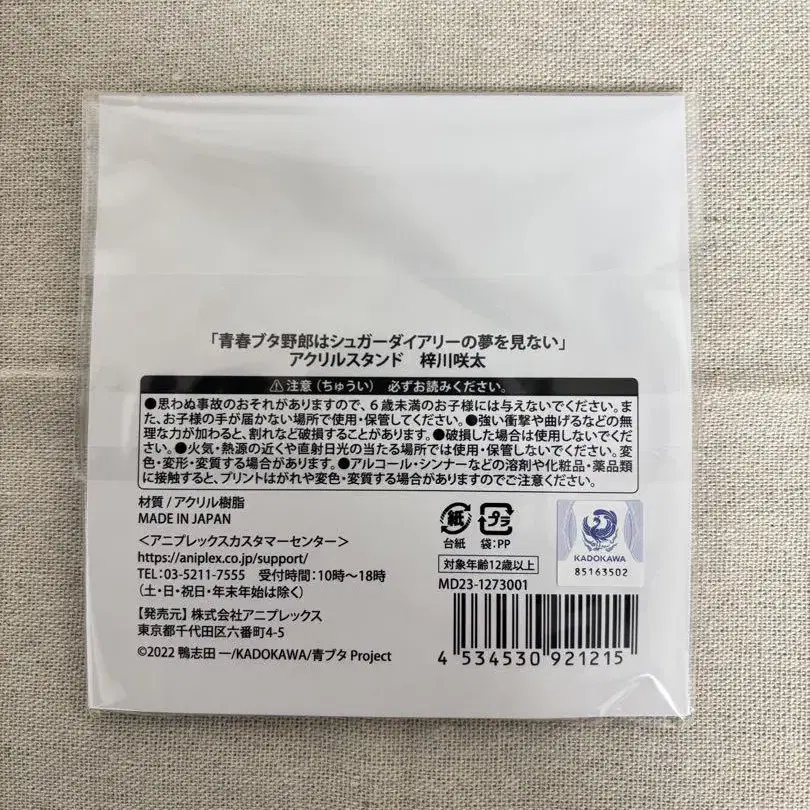 「青春ブタ野郎はシュガーダイアリーの夢を見ない」
アクリルスタンド 梓川咲太
⚠注意（ちゅうい） 必ずお読みください。
●思わぬ事故のおそれがありますので、6歳未満のお子様には与えないでください。ま
た、お子様の手が届かない場所で使用・保管してください。●強い衝撃や曲げるなどの無
理な力が加わると、割れなど破損することがあります。●破損した場合は使用しないでくだ
さい。●火気・熱源の近くや直射日光の当たる場所では使用・保管しないでください。変
色・変形・変質する場合があります。●アルコール・シンナーなどの溶剤や化粧品・薬品類
に接触すると、プリントはがれや変色・変質する場合がありますのでご注意ください。
材質/アクリル樹脂
MADE IN JAPAN
＜アニプレックスカスタマーセンター＞
https://aniplex.co.jp/support/
TEL：03-5211-7555 受付時間：10時～18時
（土・日・祝日・年末年始は除く）
【発売元】株式会社アニプレックス
東京都千代田区六番町4-5
©2022 鴨志田 一/KADOKAWA/青ブタ Project
紙
台紙
プラ
袋：PP
対象年齢12歳以上
MD23-1273001
KADOKAWA
85163502
4 534530 921215